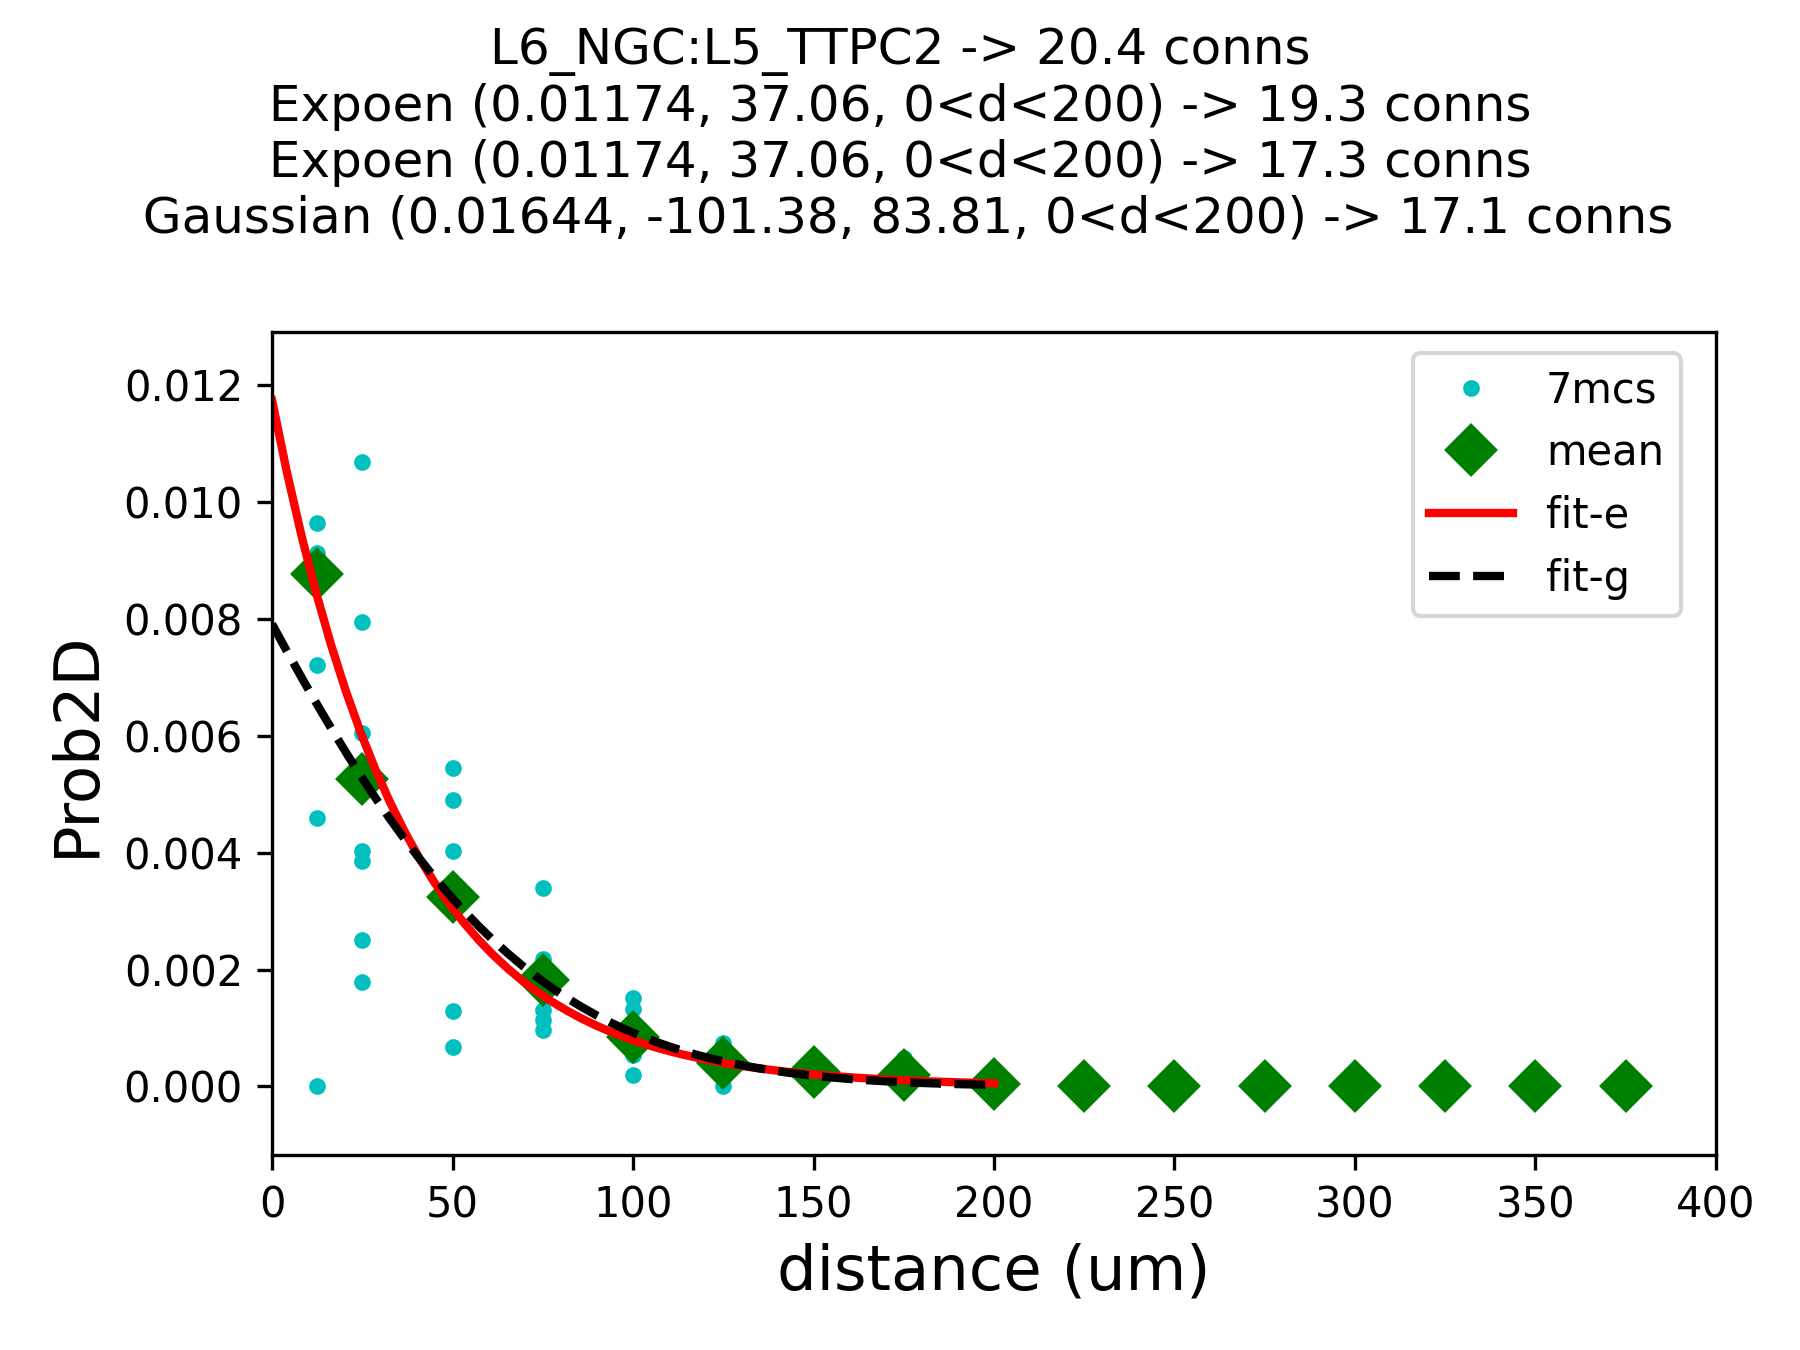 L6_NGC:L5_TTPC2 -> 20.4 conns
Expoen (0.01174, 37.06, 0<d<200) -> 19.3 conns
Expoen (0.01174, 37.06, 0<d<200) -> 17.3 conns
Gaussian (0.01644, -101.38, 83.81, 0<d<200) -> 17.1 conns
7mcs
mean
fit-e
fit-g
Prob2D
0.012
0.010
0.008
0.006
0.004
0.002
0.000
0 50 100 150 200 250 300 350 400
distance (um)